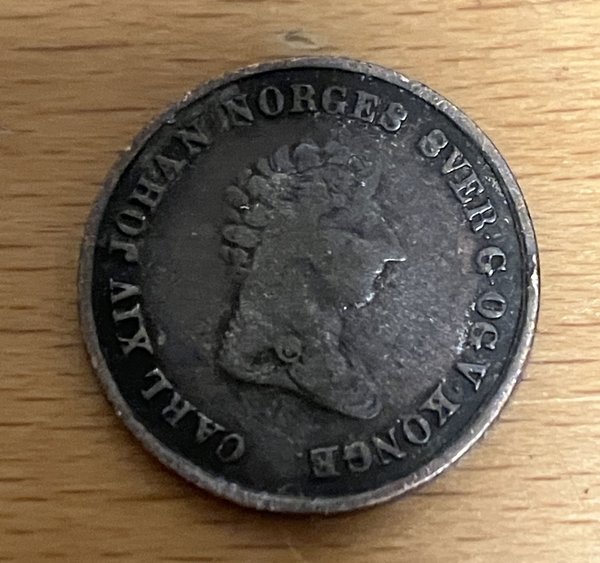 CARL XIV JOHAN NORGES SVER·G·OG V·KONGE.